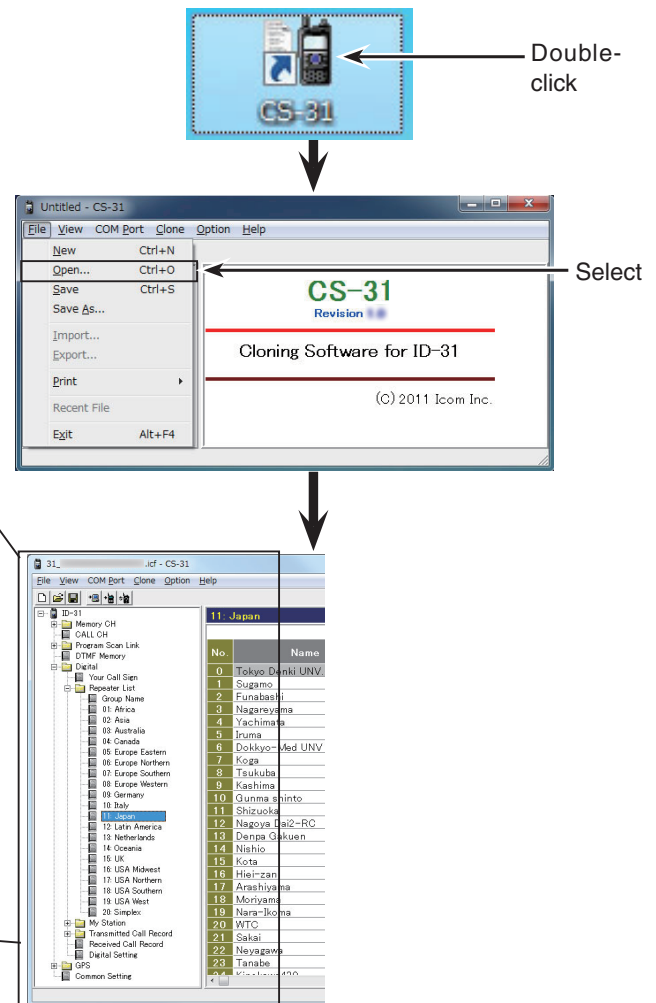 CS-31
Double-
click
Untitled - CS-31
File View COM Port Clone Option Help
New Ctrl+N
Open... Ctrl+O
Save Ctrl+S
Save As...
Import...
Export...
Print
Recent File
Exit Alt+F4
Select
CS-31
Revision
Cloning Software for ID-31
(C) 2011 Icom Inc.
31_ .icf - CS-31
File View COM Port Clone Option Help
ID-31
Memory CH
CALL CH
Program Scan Link
DTMF Memory
Digital
Your Call Sign
Repeater List
Group Name
01: Africa
02: Asia
03: Australia
04: Canada
05: Europe Eastern
06: Europe Northern
07: Europe Southern
08: Europe Western
09: Germany
10: Italy
11: Japan
12: Latin America
13: Netherlands
14: Oceania
15: UK
16: USA Midwest
17: USA Northern
18: USA Southern
19: USA West
20: Simplex
My Station
Transmitted Call Record
Received Call Record
Digital Setting
GPS
Common Setting
11: Japan
No. Name
0 Tokyo Denki UNV.
1 Sugamo
2 Funabashi
3 Nagareyama
4 Yachimata
5 Iruma
6 Dokkyo-Med UNV
7 Koga
8 Tsukuba
9 Kashima
10 Gunma shinto
11 Shizuoka
12 Nagoya Dai2-RC
13 Denpa Gakuen
14 Nishio
15 Kota
16 Hiei-zan
17 Arashiyama
18 Moriyama
19 Nara-Ikoma
20 WTC
21 Sakai
22 Neyagawa
23 Tanabe